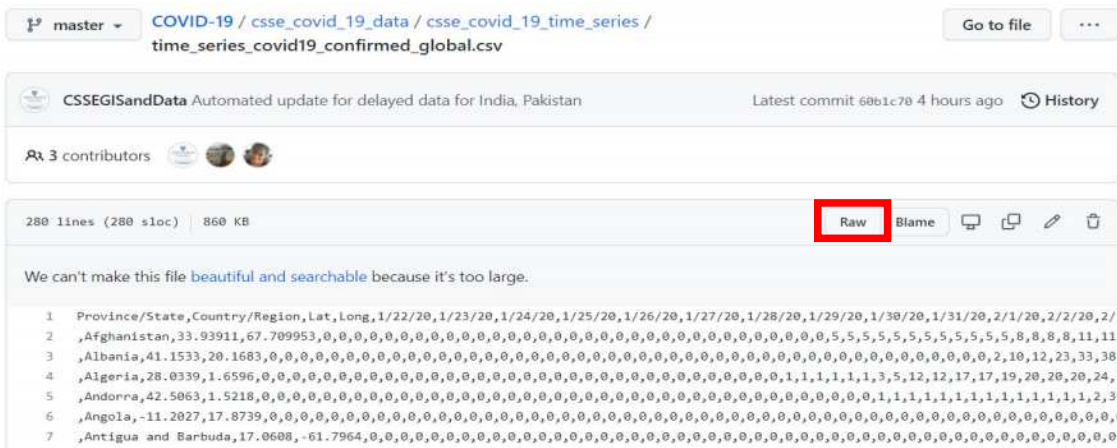 master
COVID-19 / csse_covid_19_data / csse_covid_19_time_series /
time_series_covid19_confirmed_global.csv
Go to file
...
CSSEGISandData Automated update for delayed data for India, Pakistan
Latest commit 60b1c70 4 hours ago
History
3 contributors
280 lines (280 sloc) 860 KB
Raw
Blame
We can't make this file beautiful and searchable because it's too large.
1 Province/State,Country/Region,Lat,Long,1/22/20,1/23/20,1/24/20,1/25/20,1/26/20,1/27/20,1/28/20,1/29/20,1/30/20,1/31/20,2/1/20,2/2/20,2/
2 ,Afghanistan,33.93911,67.709953,0,0,0,0,0,0,0,0,0,0,0,0,0,0,0,0,0,0,0,0,0,0,0,0,0,0,0,0,0,0,0,0,0,5,5,5,5,5,5,5,5,5,5,5,8,8,8,8,11,11
3 ,Albania,41.1533,20.1683,0,0,0,0,0,0,0,0,0,0,0,0,0,0,0,0,0,0,0,0,0,0,0,0,0,0,0,0,0,0,0,0,0,0,0,0,0,0,0,0,0,0,0,0,0,0,0,2,10,12,23,33,38
4 ,Algeria,28.0339,1.6596,0,0,0,0,0,0,0,0,0,0,0,0,0,0,0,0,0,0,0,0,0,0,0,0,0,0,0,0,0,0,0,0,0,0,1,1,1,1,1,1,3,5,12,12,17,17,19,20,20,20,24,
5 ,Andorra,42.5063,1.5218,0,0,0,0,0,0,0,0,0,0,0,0,0,0,0,0,0,0,0,0,0,0,0,0,0,0,0,0,0,0,0,0,0,0,0,0,0,0,0,0,1,1,1,1,1,1,1,1,1,1,1,1,1,1,2,3
6 ,Angola,-11.2027,17.8739,0,0,0,0,0,0,0,0,0,0,0,0,0,0,0,0,0,0,0,0,0,0,0,0,0,0,0,0,0,0,0,0,0,0,0,0,0,0,0,0,0,0,0,0,0,0,0,0,0,0,0,0,0,0,0,
7 ,Antigua and Barbuda,17.0608,-61.7964,0,0,0,0,0,0,0,0,0,0,0,0,0,0,0,0,0,0,0,0,0,0,0,0,0,0,0,0,0,0,0,0,0,0,0,0,0,0,0,0,0,0,0,0,0,0,0,0,